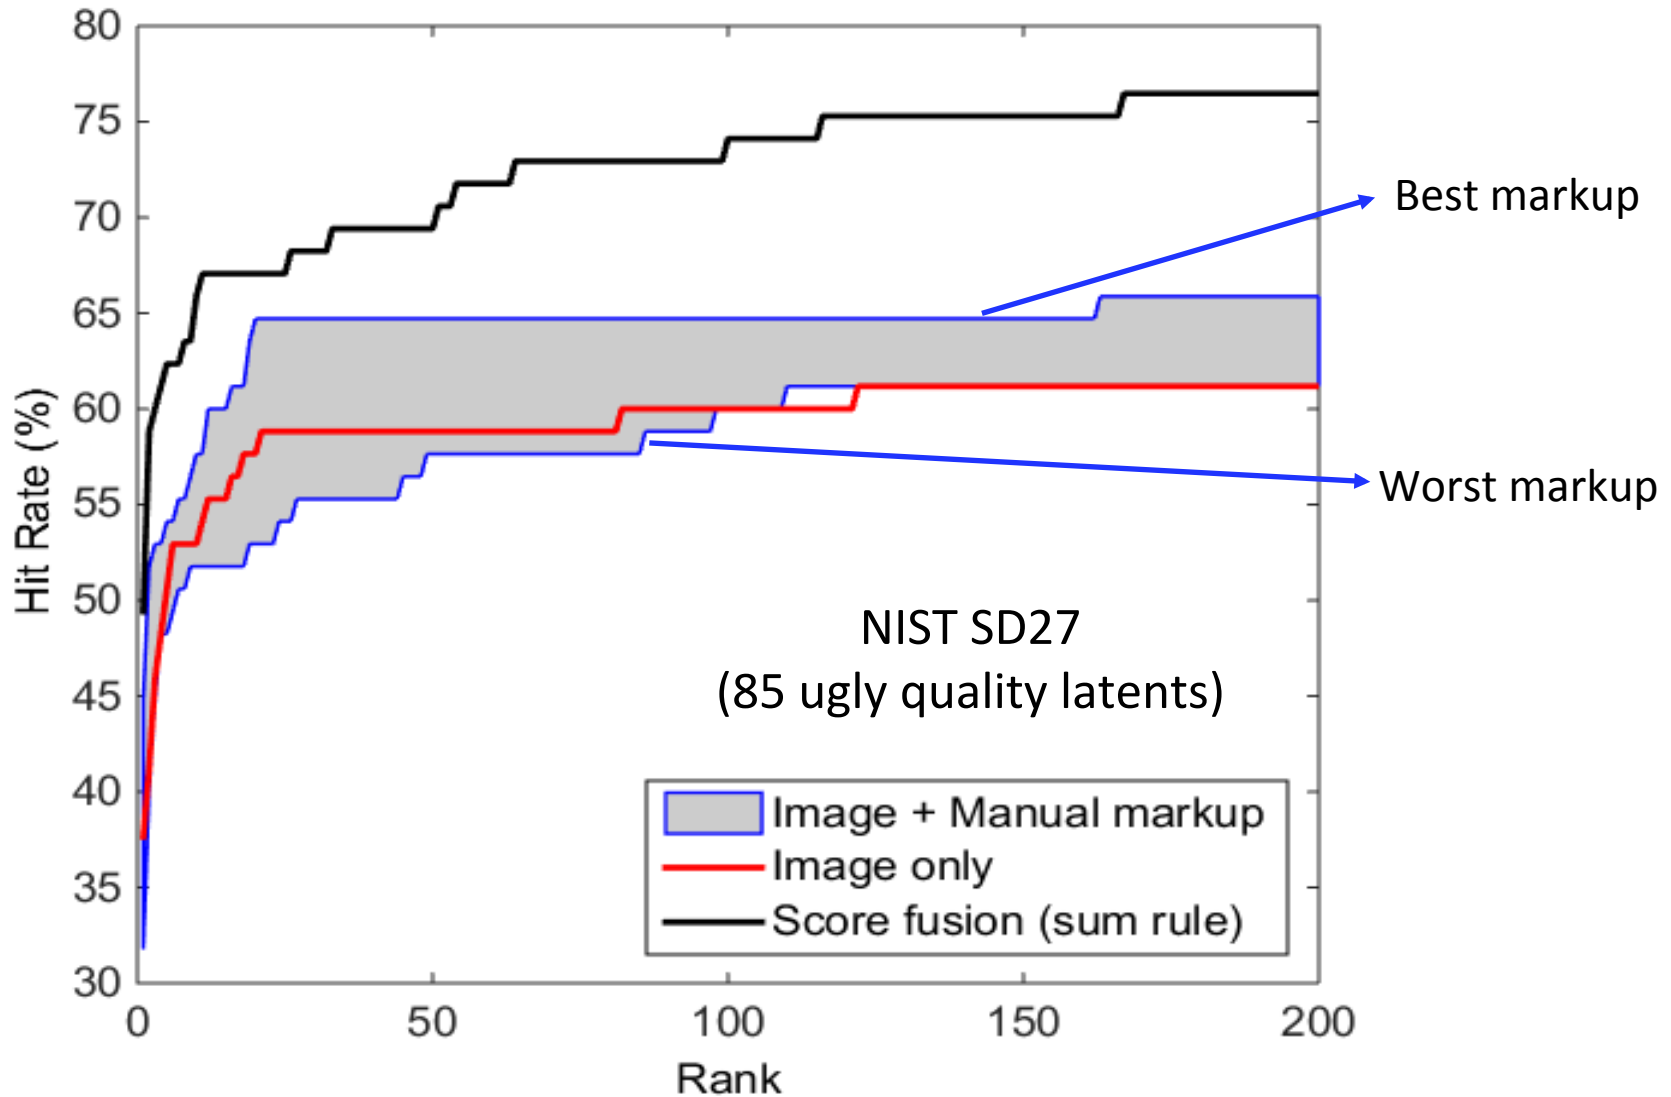 80
75
70
65
60
55
50
45
40
35
30
Hit Rate (%)
0
50
100
150
200
Rank
Best markup
Worst markup
NIST SD27
(85 ugly quality latents)
Image + Manual markup
Image only
Score fusion (sum rule)